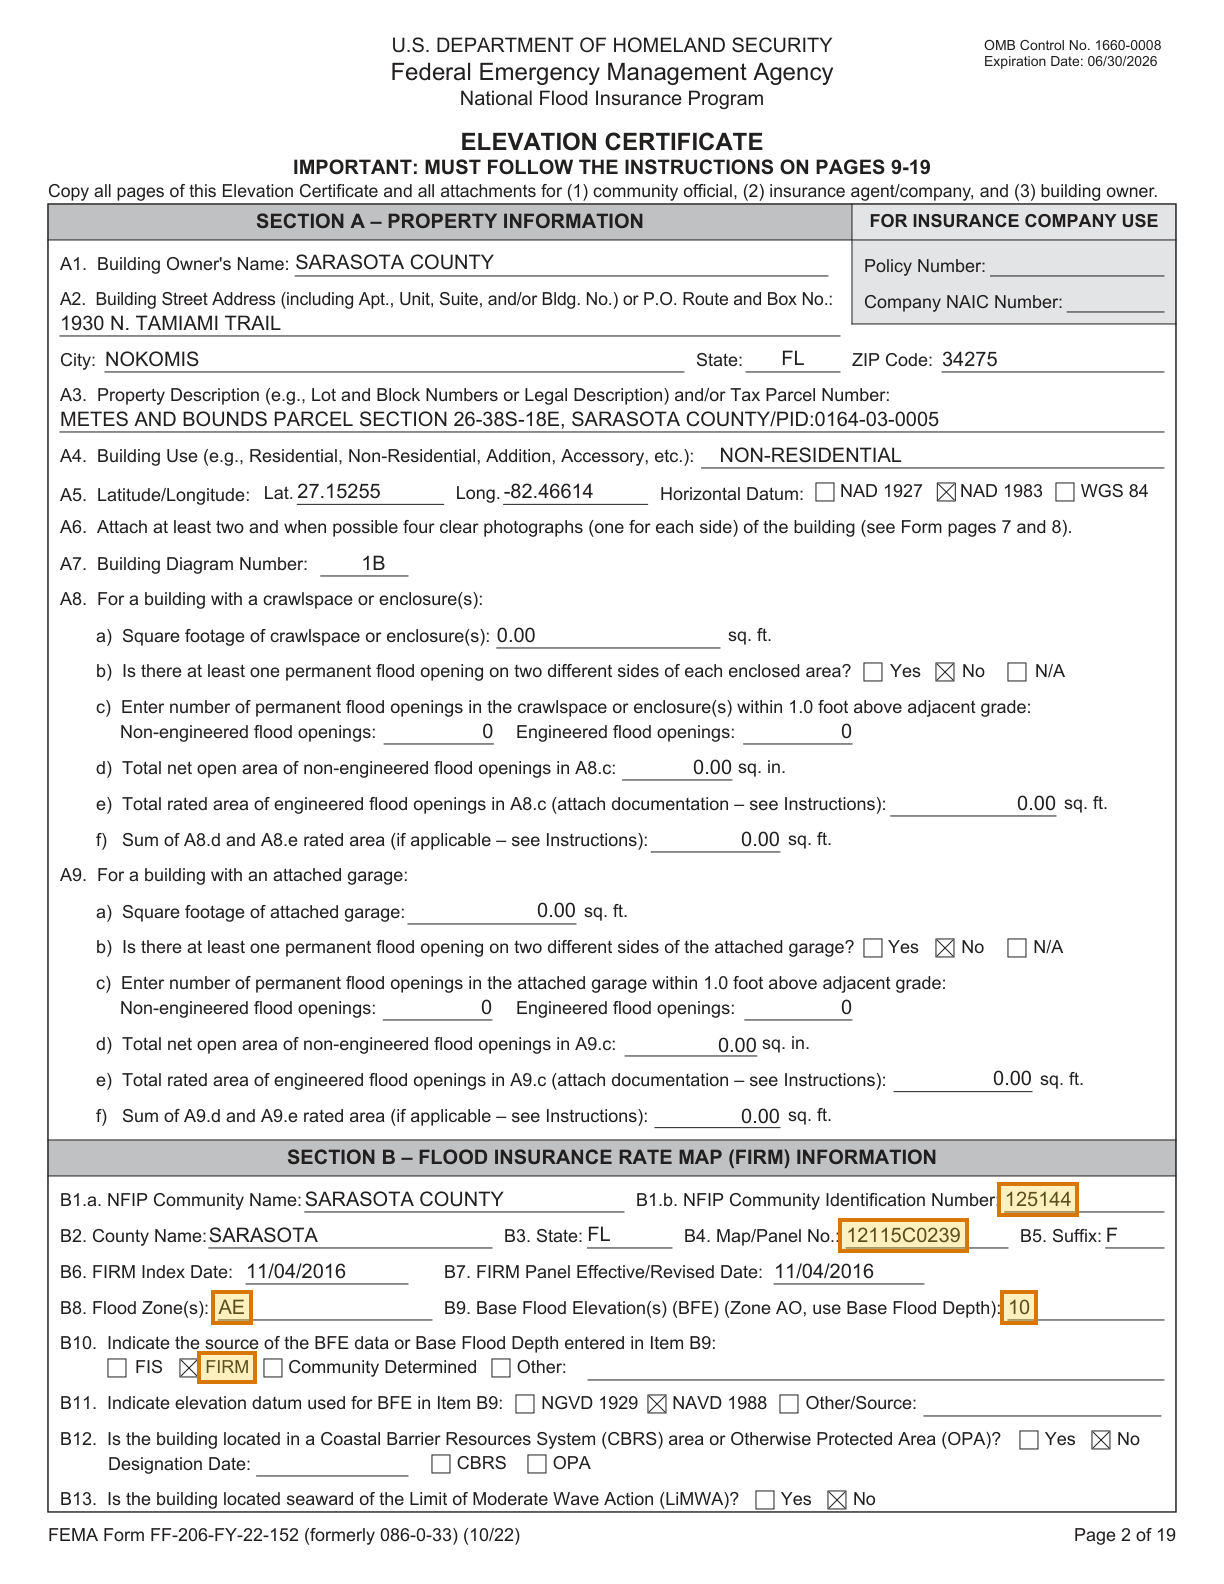 U.S. DEPARTMENT OF HOMELAND SECURITY
Federal Emergency Management Agency
National Flood Insurance Program
OMB Control No. 1660-0008
Expiration Date: 06/30/2026
ELEVATION CERTIFICATE
IMPORTANT: MUST FOLLOW THE INSTRUCTIONS ON PAGES 9-19
Copy all pages of this Elevation Certificate and all attachments for (1) community official, (2) insurance agent/company, and (3) building owner.
SECTION A – PROPERTY INFORMATION
FOR INSURANCE COMPANY USE
A1. Building Owner's Name: SARASOTA COUNTY
Policy Number:
A2. Building Street Address (including Apt., Unit, Suite, and/or Bldg. No.) or P.O. Route and Box No.:
1930 N. TAMIAMI TRAIL
Company NAIC Number:
City: NOKOMIS State: FL ZIP Code: 34275
A3. Property Description (e.g., Lot and Block Numbers or Legal Description) and/or Tax Parcel Number:
METES AND BOUNDS PARCEL SECTION 26-38S-18E, SARASOTA COUNTY/PID:0164-03-0005
A4. Building Use (e.g., Residential, Non-Residential, Addition, Accessory, etc.): NON-RESIDENTIAL
A5. Latitude/Longitude: Lat. 27.15255 Long. -82.46614 Horizontal Datum: NAD 1927 NAD 1983 WGS 84
A6. Attach at least two and when possible four clear photographs (one for each side) of the building (see Form pages 7 and 8).
A7. Building Diagram Number: 1B
A8. For a building with a crawlspace or enclosure(s):
a) Square footage of crawlspace or enclosure(s): 0.00 sq. ft.
b) Is there at least one permanent flood opening on two different sides of each enclosed area? Yes No N/A
c) Enter number of permanent flood openings in the crawlspace or enclosure(s) within 1.0 foot above adjacent grade:
Non-engineered flood openings: 0 Engineered flood openings: 0
d) Total net open area of non-engineered flood openings in A8.c: 0.00 sq. in.
e) Total rated area of engineered flood openings in A8.c (attach documentation – see Instructions): 0.00 sq. ft.
f) Sum of A8.d and A8.e rated area (if applicable – see Instructions): 0.00 sq. ft.
A9. For a building with an attached garage:
a) Square footage of attached garage: 0.00 sq. ft.
b) Is there at least one permanent flood opening on two different sides of the attached garage? Yes No N/A
c) Enter number of permanent flood openings in the attached garage within 1.0 foot above adjacent grade:
Non-engineered flood openings: 0 Engineered flood openings: 0
d) Total net open area of non-engineered flood openings in A9.c: 0.00 sq. in.
e) Total rated area of engineered flood openings in A9.c (attach documentation – see Instructions): 0.00 sq. ft.
f) Sum of A9.d and A9.e rated area (if applicable – see Instructions): 0.00 sq. ft.
SECTION B – FLOOD INSURANCE RATE MAP (FIRM) INFORMATION
B1.a. NFIP Community Name: SARASOTA COUNTY B1.b. NFIP Community Identification Number: 125144
B2. County Name: SARASOTA B3. State: FL B4. Map/Panel No.: 12115C0239 B5. Suffix: F
B6. FIRM Index Date: 11/04/2016 B7. FIRM Panel Effective/Revised Date: 11/04/2016
B8. Flood Zone(s): AE B9. Base Flood Elevation(s) (BFE) (Zone AO, use Base Flood Depth): 10
B10. Indicate the source of the BFE data or Base Flood Depth entered in Item B9:
FIS FIRM Community Determined Other:
B11. Indicate elevation datum used for BFE in Item B9: NGVD 1929 NAVD 1988 Other/Source:
B12. Is the building located in a Coastal Barrier Resources System (CBRS) area or Otherwise Protected Area (OPA)? Yes No
Designation Date: CBRS OPA
B13. Is the building located seaward of the Limit of Moderate Wave Action (LiMWA)? Yes No
FEMA Form FF-206-FY-22-152 (formerly 086-0-33) (10/22)
Page 2 of 19